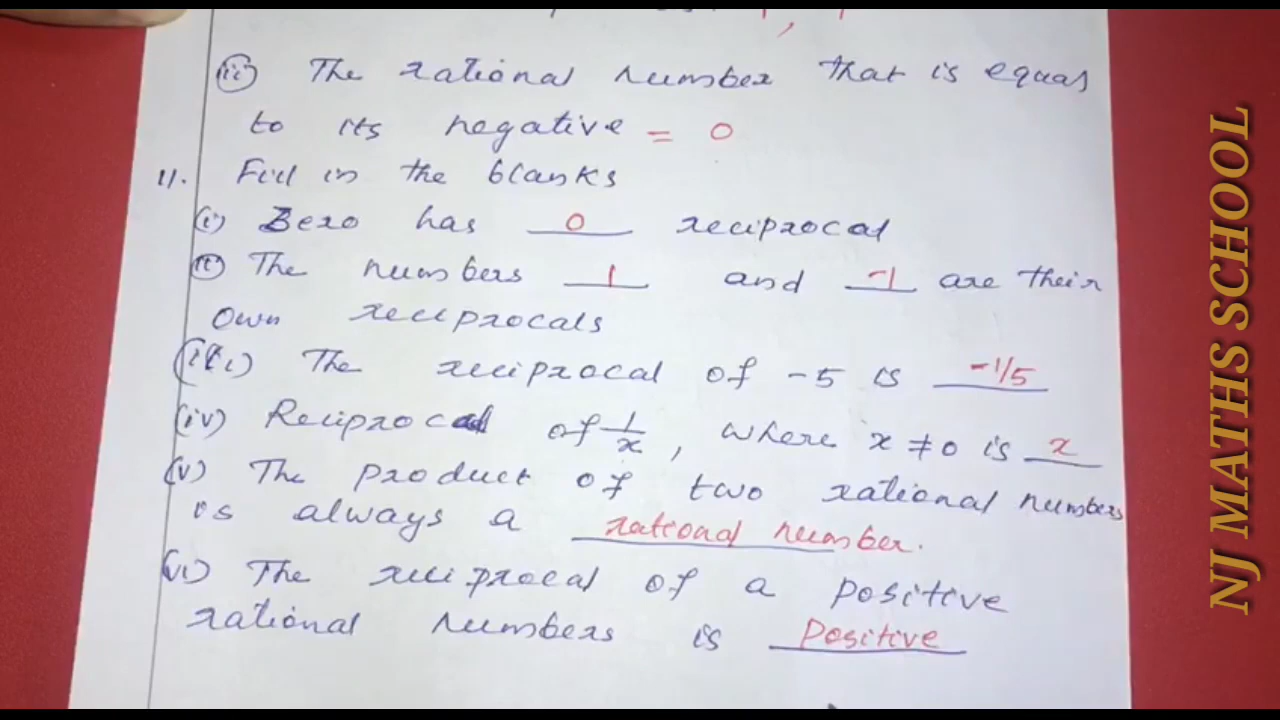 (ii) The rational number that is equal
to its negative = 0
11. Fill in the blanks
(i) Zero has 0 reciprocal
(ii) The numbers 1 and -1 are their
own reciprocals
(iii) The reciprocal of -5 is -1/5
(iv) Reciprocal of 1/x, where x ≠ 0 is x
(v) The product of two rational numbers
is always a rational number.
(vi) The reciprocal of a positive
rational numbers is Positive
NJ MATHS SCHOOL